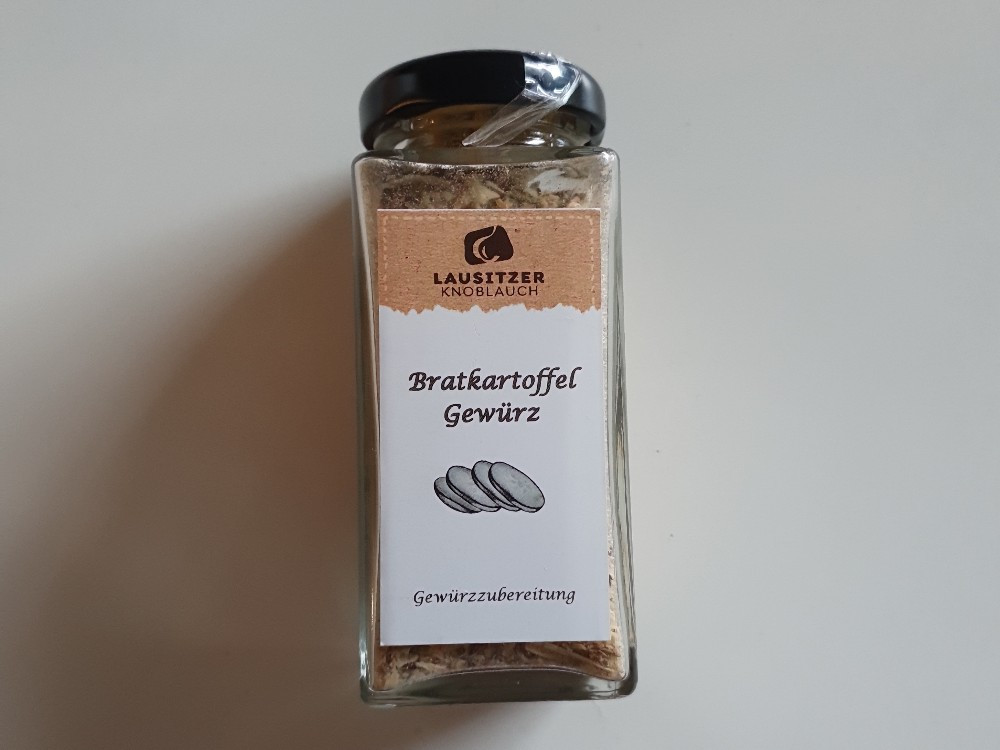 LAUSITZER
KNOBLAUCH
Bratkartoffel
Gewürz
Gewürzzubereitung